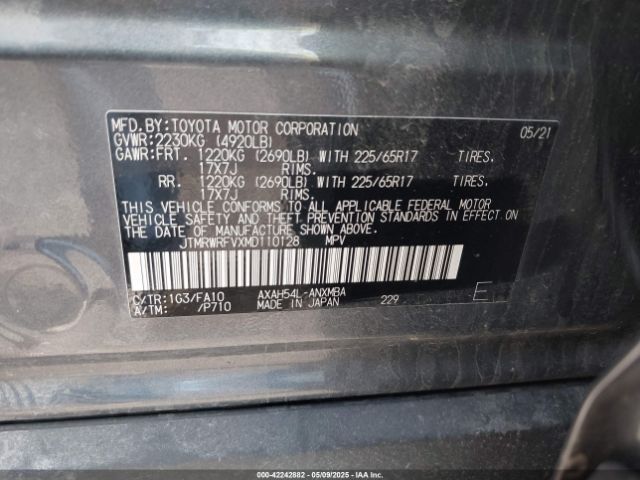 MFD.BY:TOYOTA MOTOR CORPORATION 05/21
GVWR:2230KG (4920LB)
GAWR:FRT. 1220KG (2690LB) WITH 225/65R17 TIRES.
17X7J RIMS.
RR. 1220KG (2690LB) WITH 225/65R17 TIRES.
17X7J RIMS.
THIS VEHICLE CONFORMS TO ALL APPLICABLE FEDERAL MOTOR
VEHICLE SAFETY AND THEFT PREVENTION STANDARDS IN EFFECT ON
THE DATE OF MANUFACTURE SHOWN ABOVE.
JTMRWRFVXMD110128 MPV
C/TR:1G3/FA10 AXAH54L-ANXMBA
A/TM: /P710 MADE IN JAPAN 229 E
000-42242882 - 05/09/2025 - IAAI